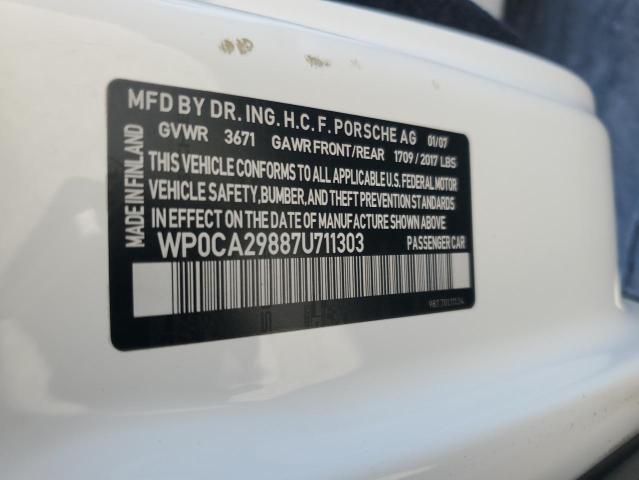 MFD BY DR. ING. H.C. F. PORSCHE AG 01/07
GVWR 3671 GAWR FRONT/REAR 1709 / 2017 LBS
THIS VEHICLE CONFORMS TO ALL APPLICABLE U.S. FEDERAL MOTOR
VEHICLE SAFETY, BUMPER, AND THEFT PREVENTION STANDARDS
IN EFFECT ON THE DATE OF MANUFACTURE SHOWN ABOVE.
WP0CA29887U711303 PASSENGER CAR
MADE IN FINLAND